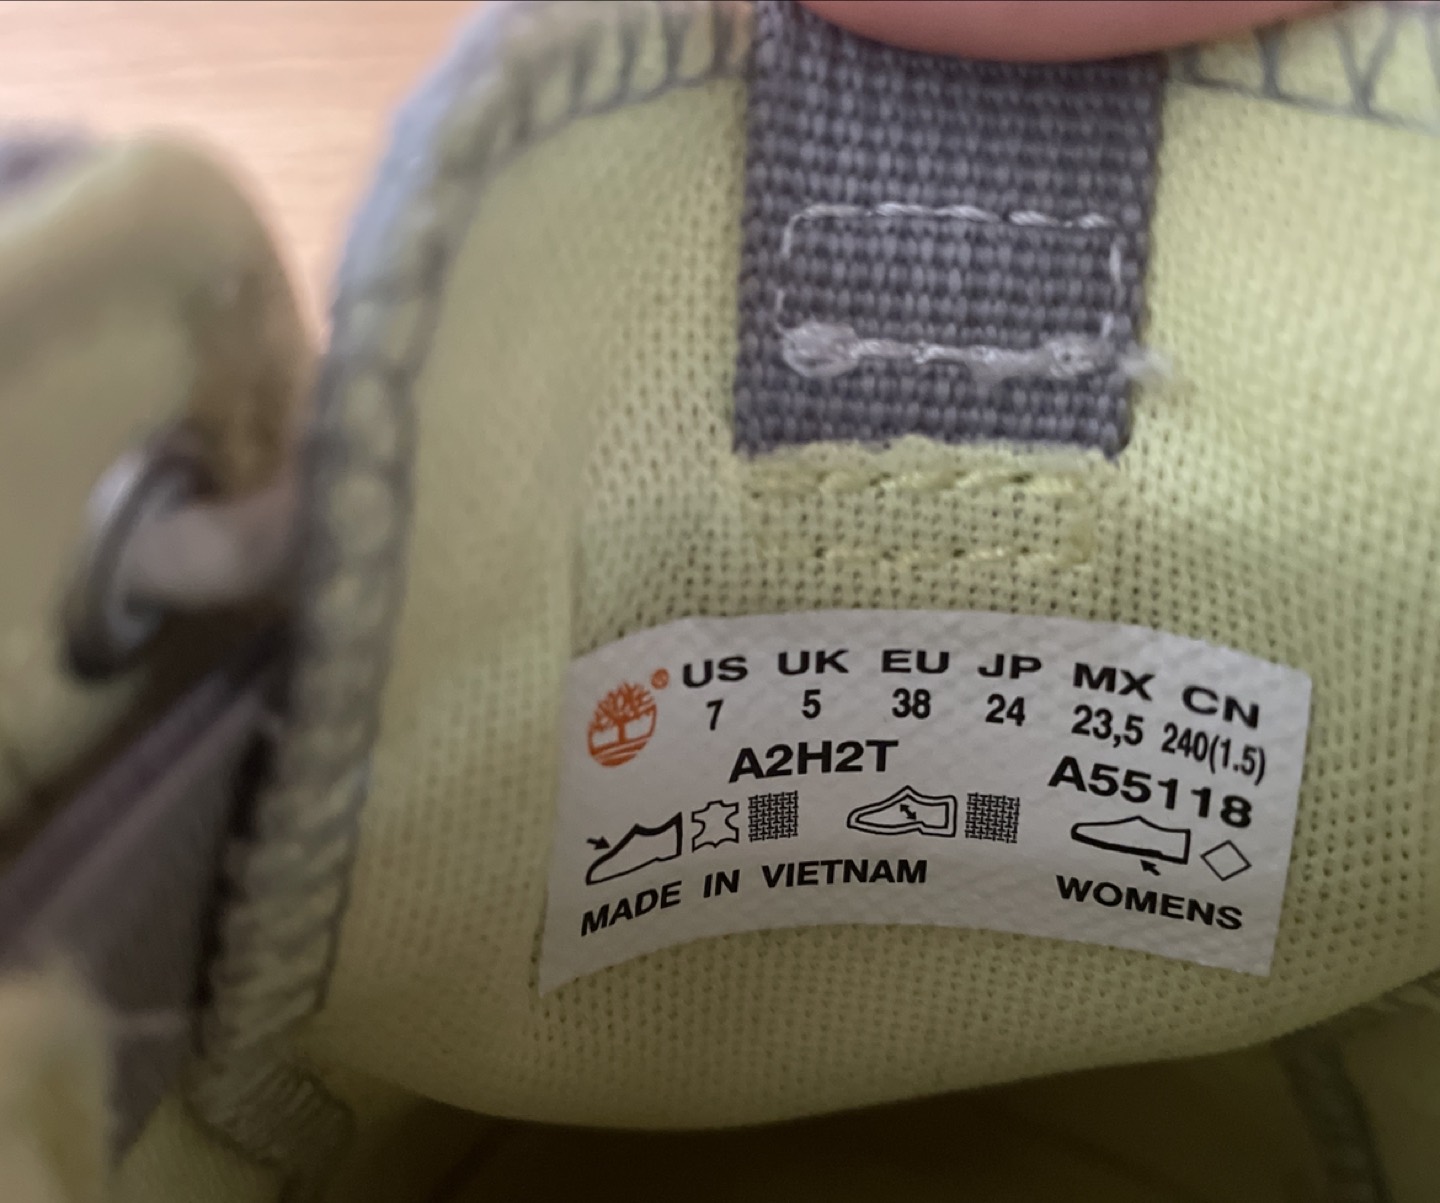 ® US UK EU JP MX CN
7 5 38 24 23,5 240(1.5)
A2H2T A55118
MADE IN VIETNAM WOMENS